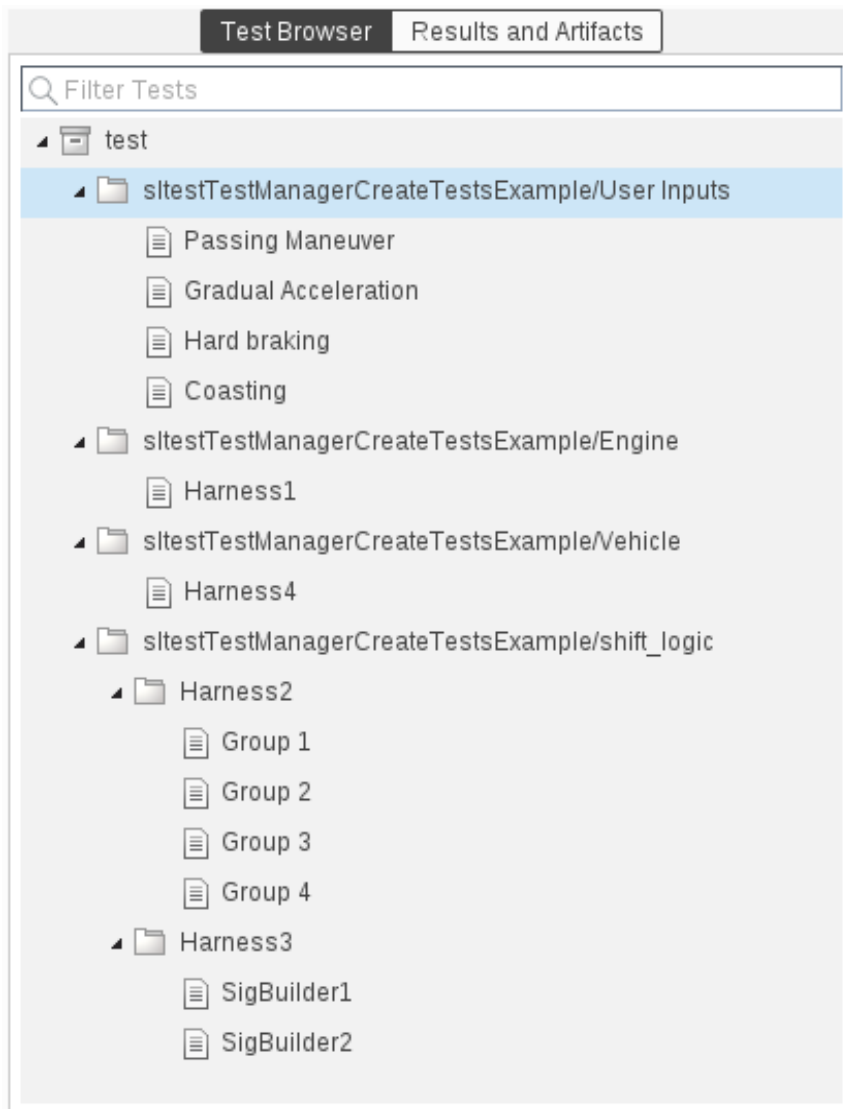 Test Browser Results and Artifacts
Filter Tests
test
sltestTestManagerCreateTestsExample/User Inputs
Passing Maneuver
Gradual Acceleration
Hard braking
Coasting
sltestTestManagerCreateTestsExample/Engine
Harness1
sltestTestManagerCreateTestsExample/Vehicle
Harness4
sltestTestManagerCreateTestsExample/shift_logic
Harness2
Group 1
Group 2
Group 3
Group 4
Harness3
SigBuilder1
SigBuilder2